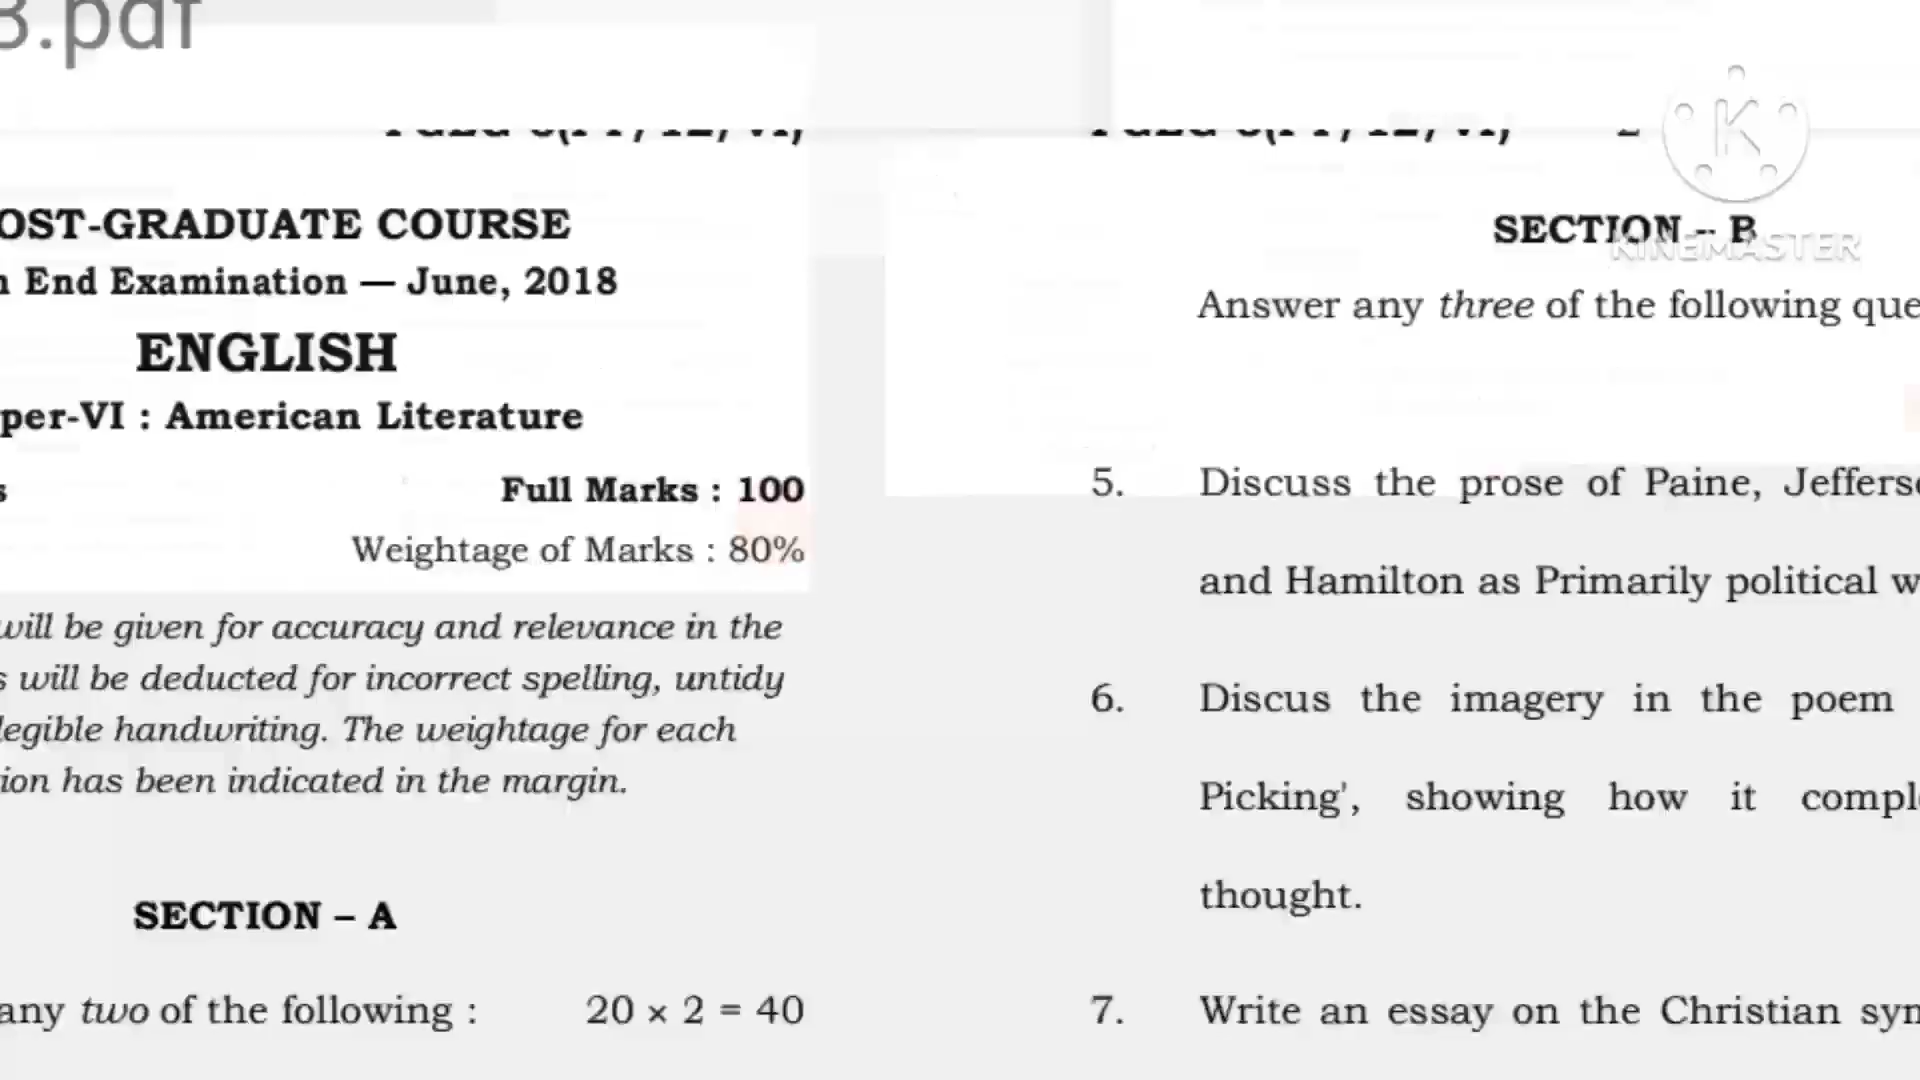 B.pdf
POST-GRADUATE COURSE
End Examination — June, 2018
ENGLISH
per-VI : American Literature
Full Marks : 100
Weightage of Marks : 80%
will be given for accuracy and relevance in the
s will be deducted for incorrect spelling, untidy
legible handwriting. The weightage for each
ion has been indicated in the margin.
SECTION – A
any two of the following : 20 × 2 = 40
SECTION – B
KINEMASTER
Answer any three of the following que
5. Discuss the prose of Paine, Jefferso
and Hamilton as Primarily political w
6. Discus the imagery in the poem
Picking', showing how it compl
thought.
7. Write an essay on the Christian sym